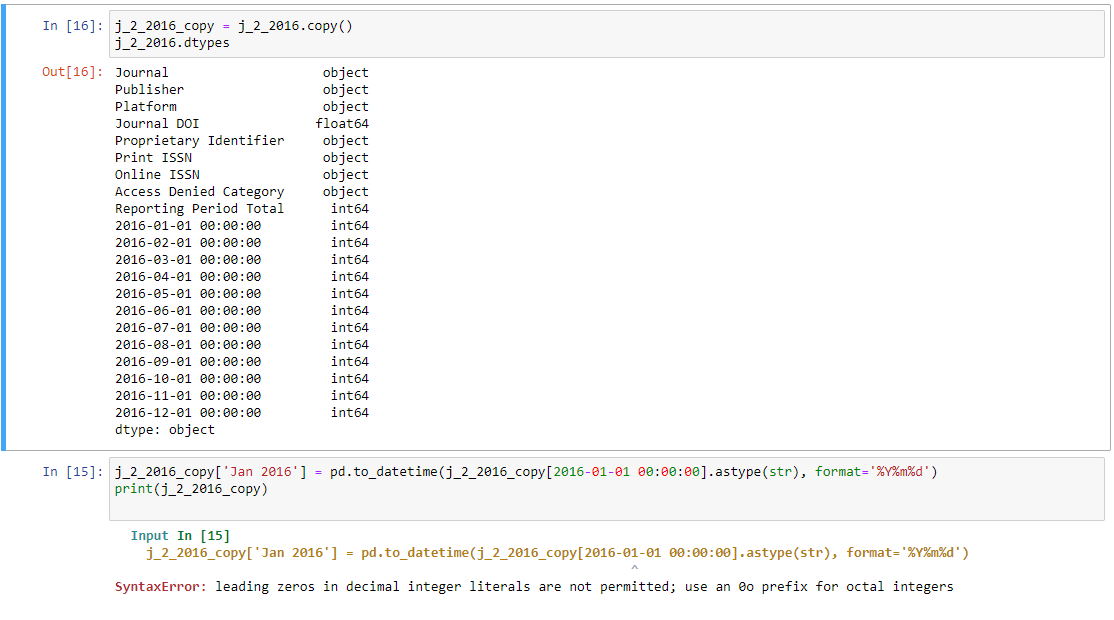 In [16]: j_2_2016_copy = j_2_2016.copy()
j_2_2016.dtypes
Out[16]: Journal object
Publisher object
Platform object
Journal DOI float64
Proprietary Identifier object
Print ISSN object
Online ISSN object
Access Denied Category object
Reporting Period Total int64
2016-01-01 00:00:00 int64
2016-02-01 00:00:00 int64
2016-03-01 00:00:00 int64
2016-04-01 00:00:00 int64
2016-05-01 00:00:00 int64
2016-06-01 00:00:00 int64
2016-07-01 00:00:00 int64
2016-08-01 00:00:00 int64
2016-09-01 00:00:00 int64
2016-10-01 00:00:00 int64
2016-11-01 00:00:00 int64
2016-12-01 00:00:00 int64
dtype: object
In [15]: j_2_2016_copy['Jan 2016'] = pd.to_datetime(j_2_2016_copy[2016-01-01 00:00:00].astype(str), format='%Y%m%d')
print(j_2_2016_copy)
Input In [15]
j_2_2016_copy['Jan 2016'] = pd.to_datetime(j_2_2016_copy[2016-01-01 00:00:00].astype(str), format='%Y%m%d')
^
SyntaxError: leading zeros in decimal integer literals are not permitted; use an 0o prefix for octal integers